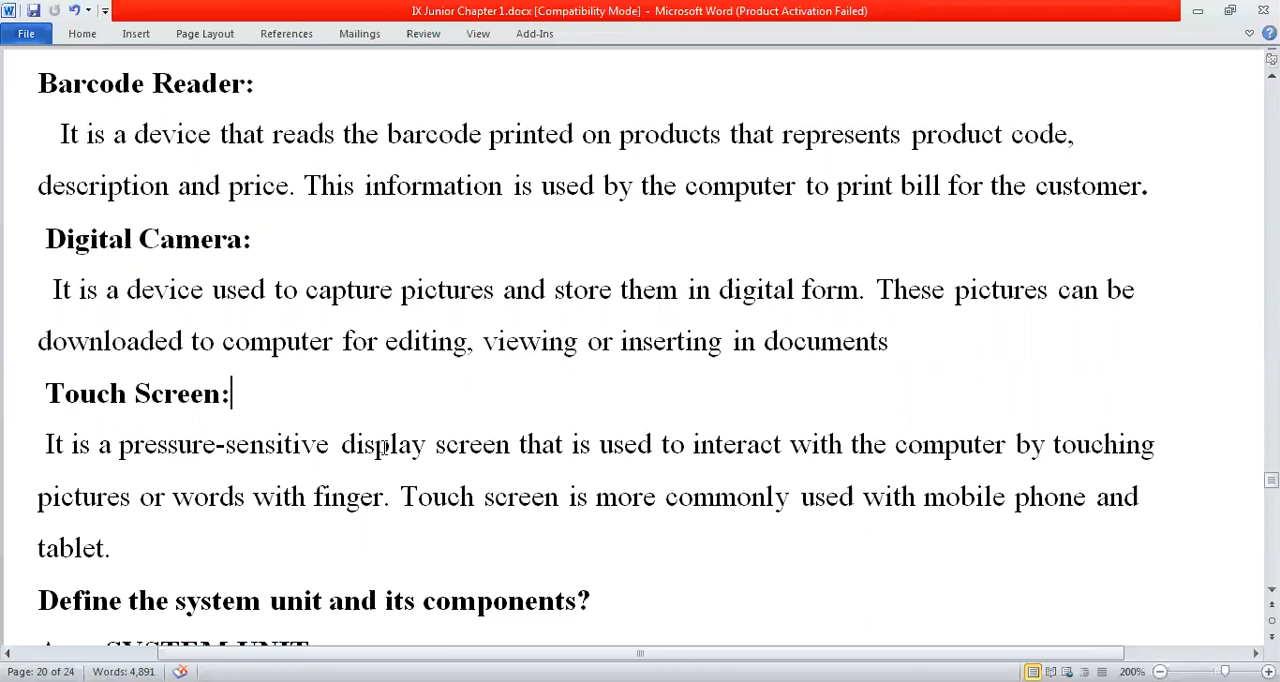 IX Junior Chapter 1.docx [Compatibility Mode] - Microsoft Word (Product Activation Failed)
File Home Insert Page Layout References Mailings Review View Add-Ins
Barcode Reader:
It is a device that reads the barcode printed on products that represents product code,
description and price. This information is used by the computer to print bill for the customer.
Digital Camera:
It is a device used to capture pictures and store them in digital form. These pictures can be
downloaded to computer for editing, viewing or inserting in documents
Touch Screen:
It is a pressure-sensitive display screen that is used to interact with the computer by touching
pictures or words with finger. Touch screen is more commonly used with mobile phone and
tablet.
Define the system unit and its components?
SYSTEM UNIT
Page: 20 of 24 Words: 4,891 200%